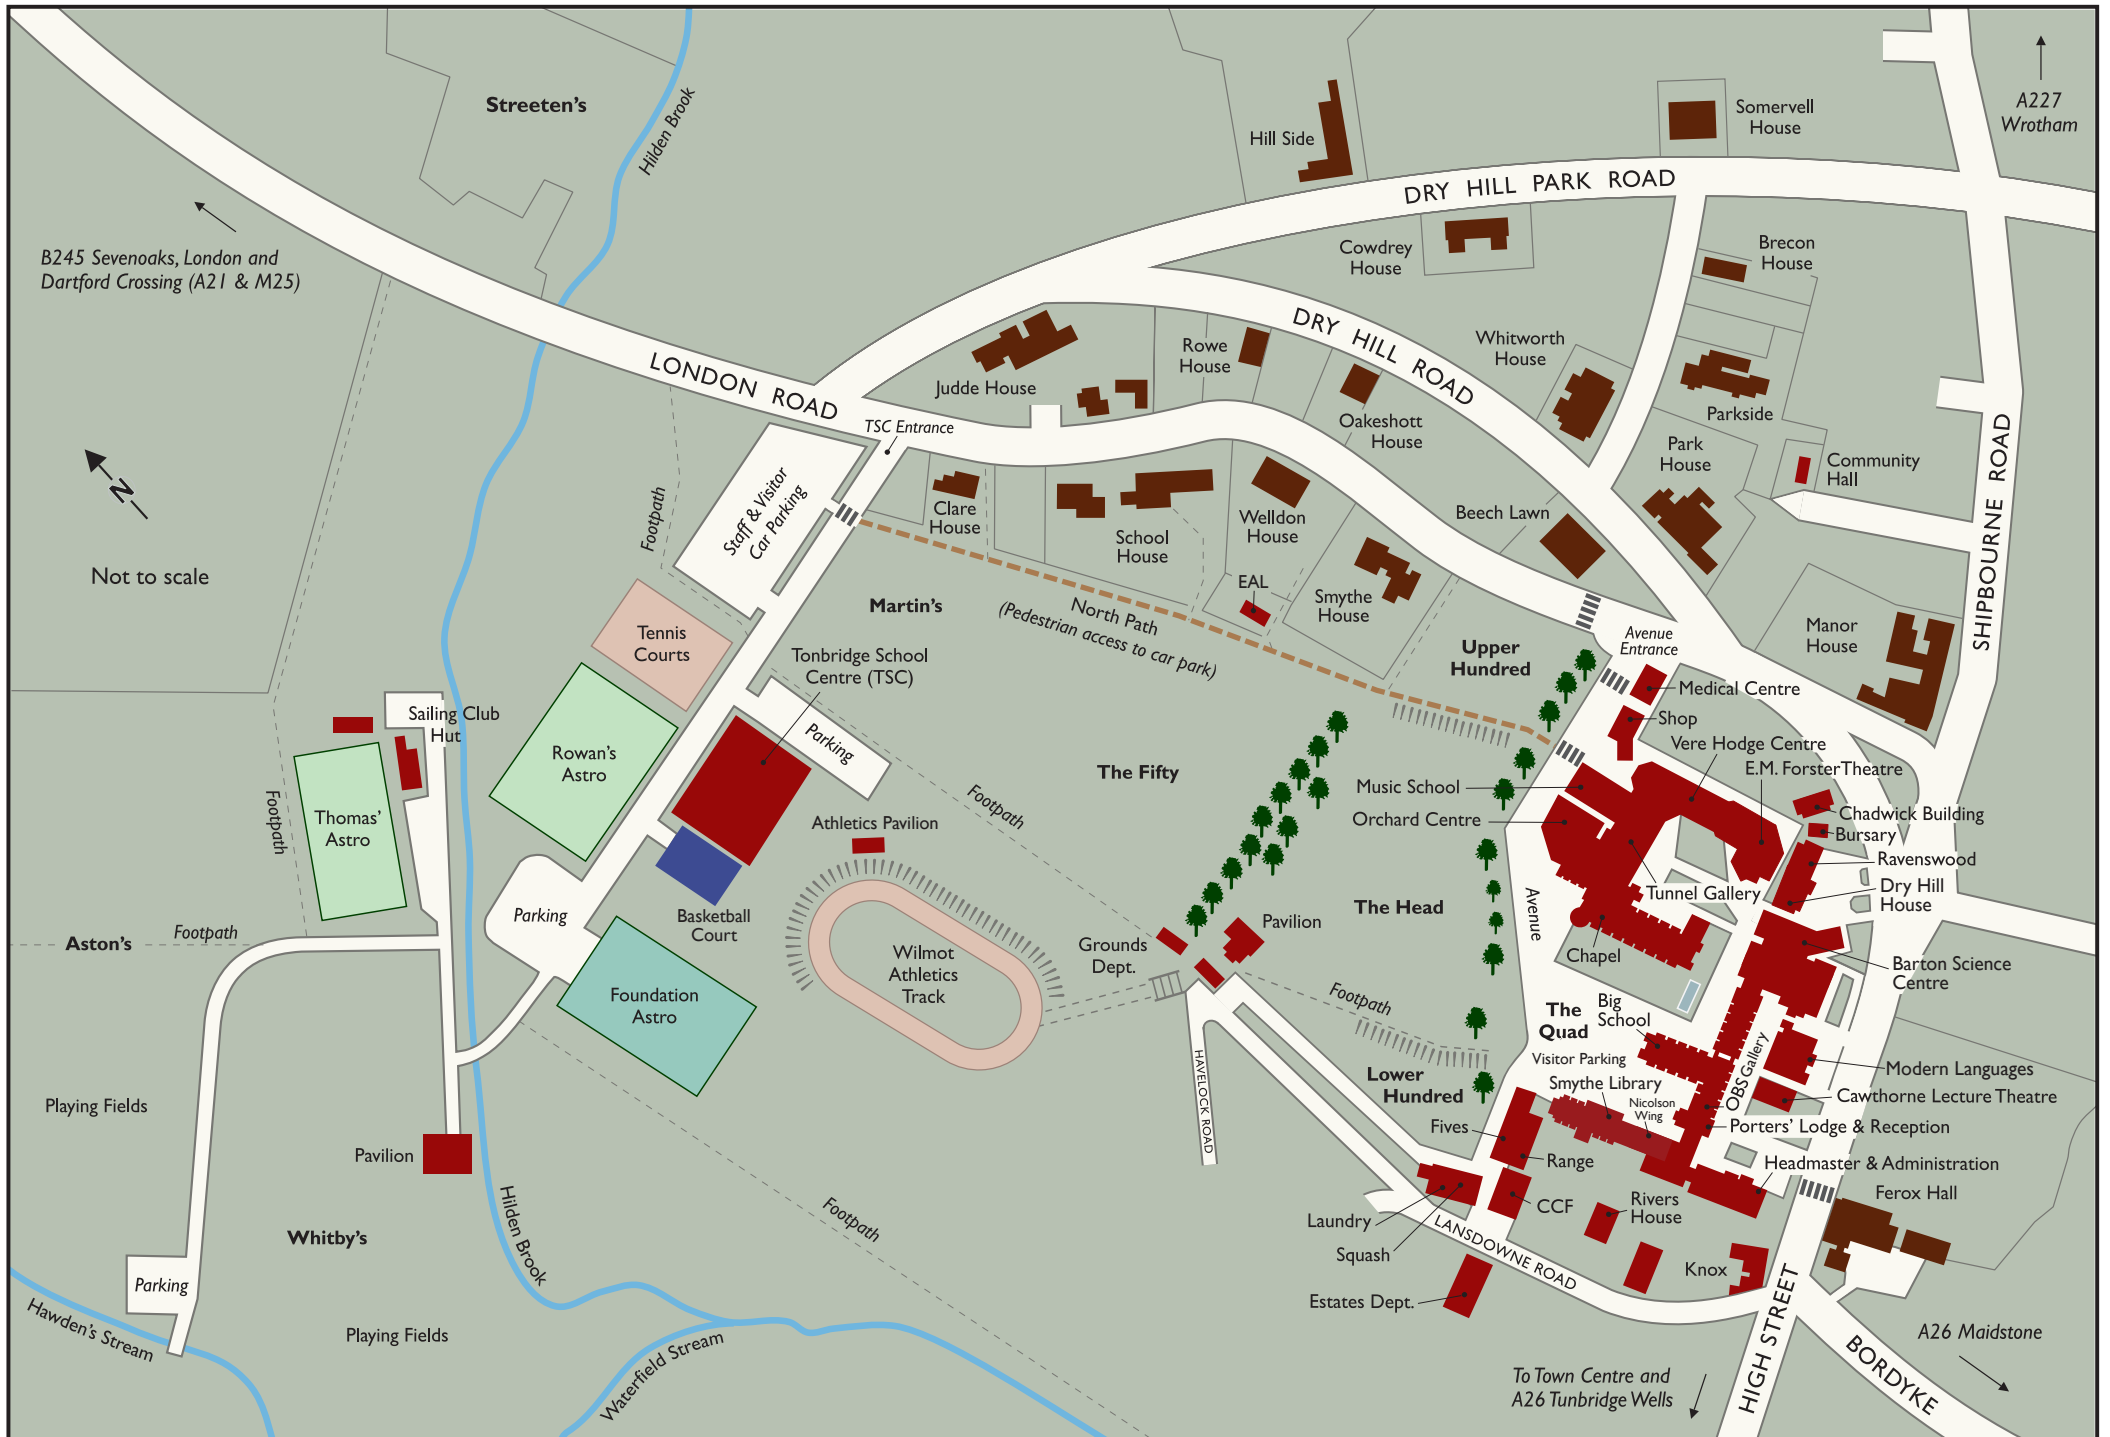 Streeten's
Hilden Brook
Hill Side
Somervell
House
A227
Wrotham
DRY HILL PARK ROAD
B245 Sevenoaks, London and
Dartford Crossing (A21 & M25)
Cowdrey
House
Brecon
House
LONDON ROAD
Judde House
Rowe
House
DRY HILL ROAD
Whitworth
House
Oakeshott
House
Parkside
TSC Entrance
Park
House
Community
Hall
SHIPBOURNE ROAD
N
Not to scale
Footpath
Staff & Visitor
Car Parking
Clare
House
School
House
Welldon
House
Beech Lawn
EAL
Smythe
House
Martin's
North Path
(Pedestrian access to car park)
Tennis
Courts
Tonbridge School
Centre (TSC)
Upper
Hundred
Avenue
Entrance
Manor
House
Medical Centre
Shop
Vere Hodge Centre
E.M. Forster Theatre
Sailing Club
Hut
Rowan's
Astro
Parking
The Fifty
Music School
Orchard Centre
Chadwick Building
Bursary
Ravenswood
Dry Hill
House
Tunnel Gallery
Thomas'
Astro
Footpath
Athletics Pavilion
Footpath
Basketball
Court
Parking
Aston's
Footpath
The Head
Avenue
Chapel
Barton Science
Centre
Pavilion
Grounds
Dept.
Wilmot
Athletics
Track
Foundation
Astro
Footpath
Big
School
The
Quad
Visitor Parking
Smythe Library
Nicolson
Wing
OBS Gallery
Modern Languages
Cawthorne Lecture Theatre
Porters' Lodge & Reception
Headmaster & Administration
Ferox Hall
HAVELOCK ROAD
Lower
Hundred
Fives
Range
CCF
Rivers
House
Laundry
Squash
LANSDOWNE ROAD
Estates Dept.
Knox
Playing Fields
Pavilion
Hilden Brook
Footpath
Whitby's
Parking
Hawden's Stream
Playing Fields
Waterfield Stream
To Town Centre and
A26 Tunbridge Wells
HIGH STREET
BORDYKE
A26 Maidstone